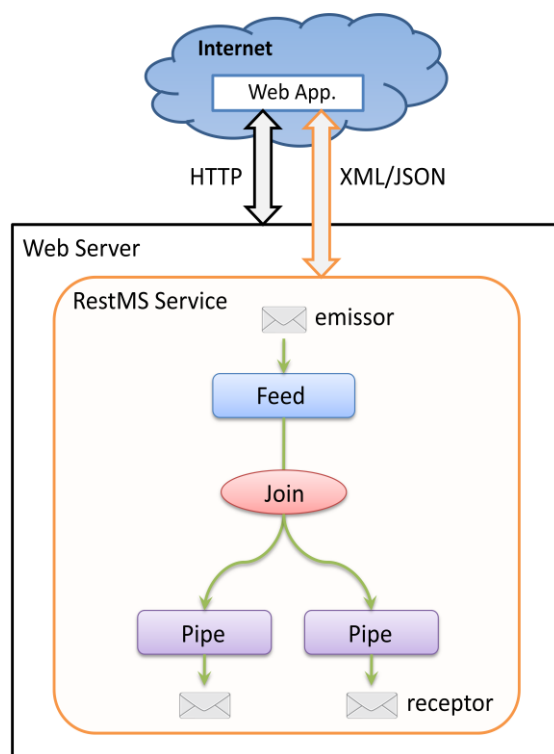 Internet
Web App.
HTTP
XML/JSON
Web Server
RestMS Service
emissor
Feed
Join
Pipe
Pipe
receptor